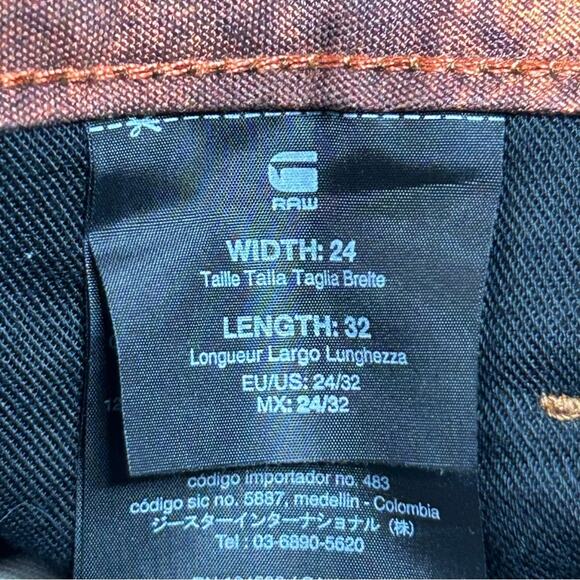 RAW
WIDTH: 24
Taille Talla Taglia Breite
LENGTH: 32
Longueur Largo Lunghezza
EU/US: 24/32
MX: 24/32
código importador no. 483
código sic no. 5887, medellin - Colombia
ジースターインターナショナル (株)
Tel : 03-6890-5620